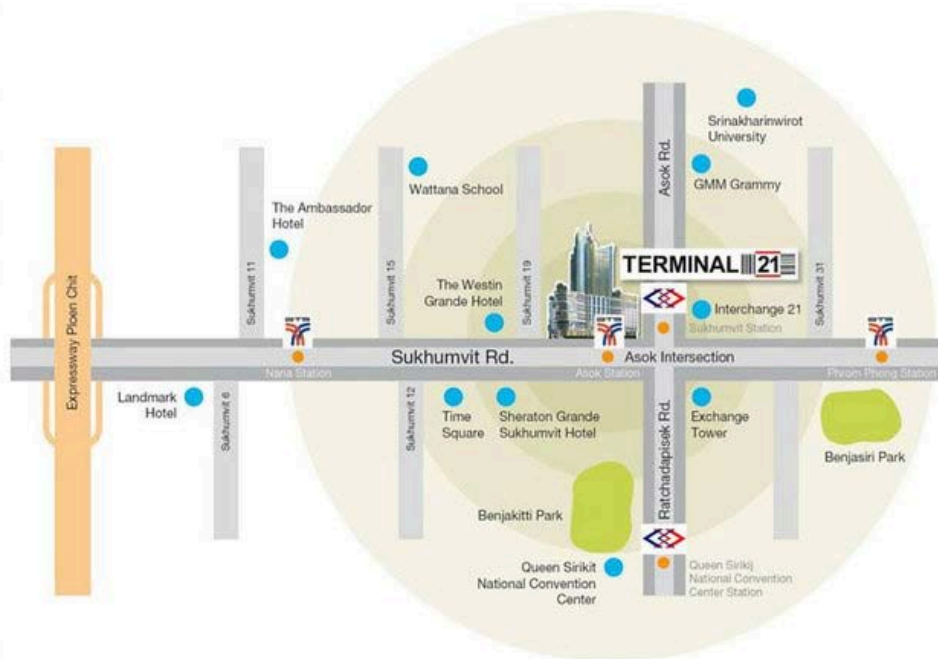 Srinakharinwirot
University
Asok Rd.
GMM Grammy
Wattana School
The Ambassador
Hotel
Sukhumvit 11
Sukhumvit 15
Sukhumvit 19
Sukhumvit 31
Expressway Ploen Chit
TERMINAL 21
The Westin
Grande Hotel
Interchange 21
Sukhumvit Station
Sukhumvit Rd.
Asok Intersection
Nana Station
Asok Station
Phrom Phong Station
Landmark
Hotel
Sukhumvit 6
Sukhumvit 12
Time
Square
Sheraton Grande
Sukhumvit Hotel
Exchange
Tower
Ratchadapisek Rd.
Benjasiri Park
Benjakitti Park
Queen Sirikit
National Convention
Center
Queen Sirikij
National Convention
Center Station